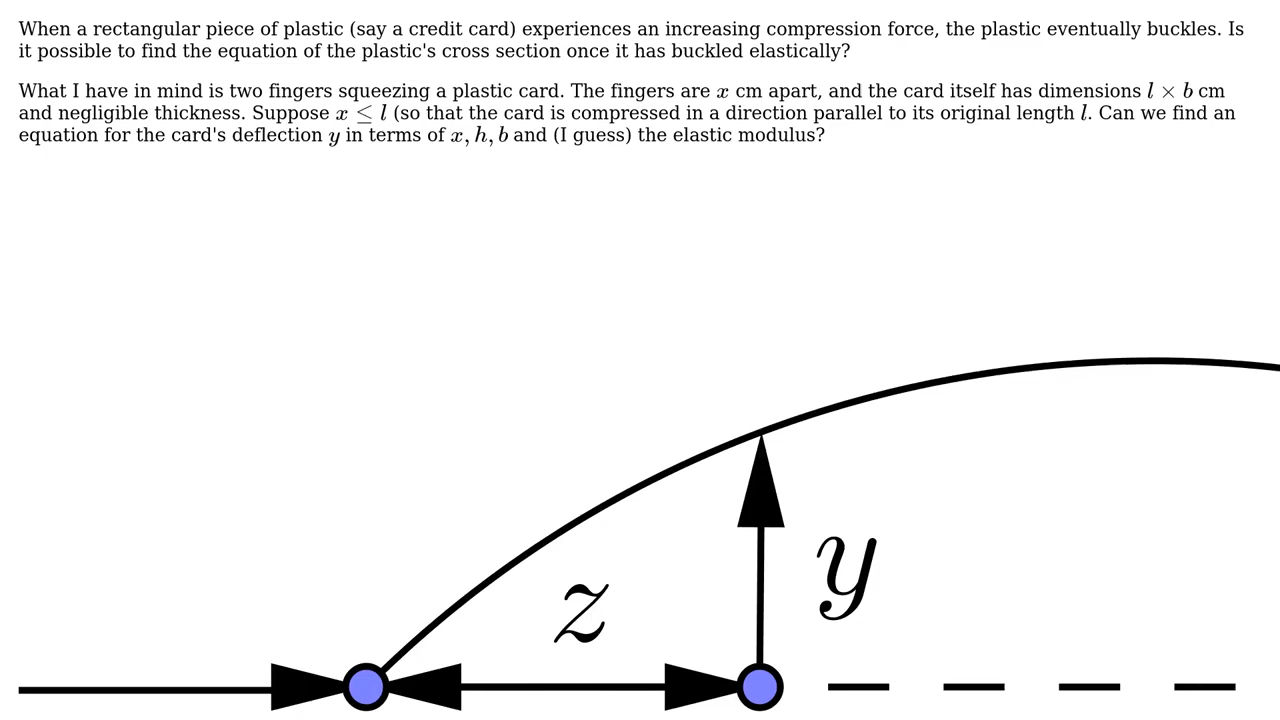 When a rectangular piece of plastic (say a credit card) experiences an increasing compression force, the plastic eventually buckles. Is
it possible to find the equation of the plastic's cross section once it has buckled elastically?
What I have in mind is two fingers squeezing a plastic card. The fingers are x cm apart, and the card itself has dimensions l × b cm
and negligible thickness. Suppose x ≤ l (so that the card is compressed in a direction parallel to its original length l. Can we find an
equation for the card's deflection y in terms of x, h, b and (I guess) the elastic modulus?
y
z